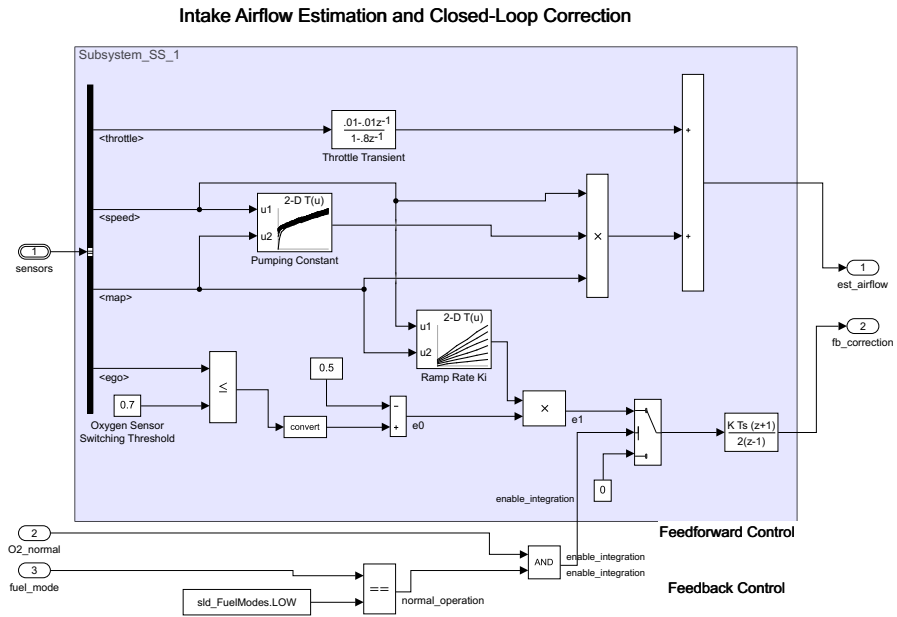 Intake Airflow Estimation and Closed-Loop Correction
Subsystem_SS_1
<throttle>
.01-.01z-1
1-.8z-1
Throttle Transient
+
<speed>
u1
u2
2-D T(u)
Pumping Constant
×
+
1
sensors
<map>
1
est_airflow
u1
u2
2-D T(u)
Ramp Rate Ki
2
fb_correction
<ego>
0.7
Oxygen Sensor
Switching Threshold
≤
convert
0.5
−
+
e0
×
e1
0
K Ts (z+1)
2(z-1)
enable_integration
Feedforward Control
2
O2_normal
AND
enable_integration
enable_integration
3
fuel_mode
sld_FuelModes.LOW
==
normal_operation
Feedback Control